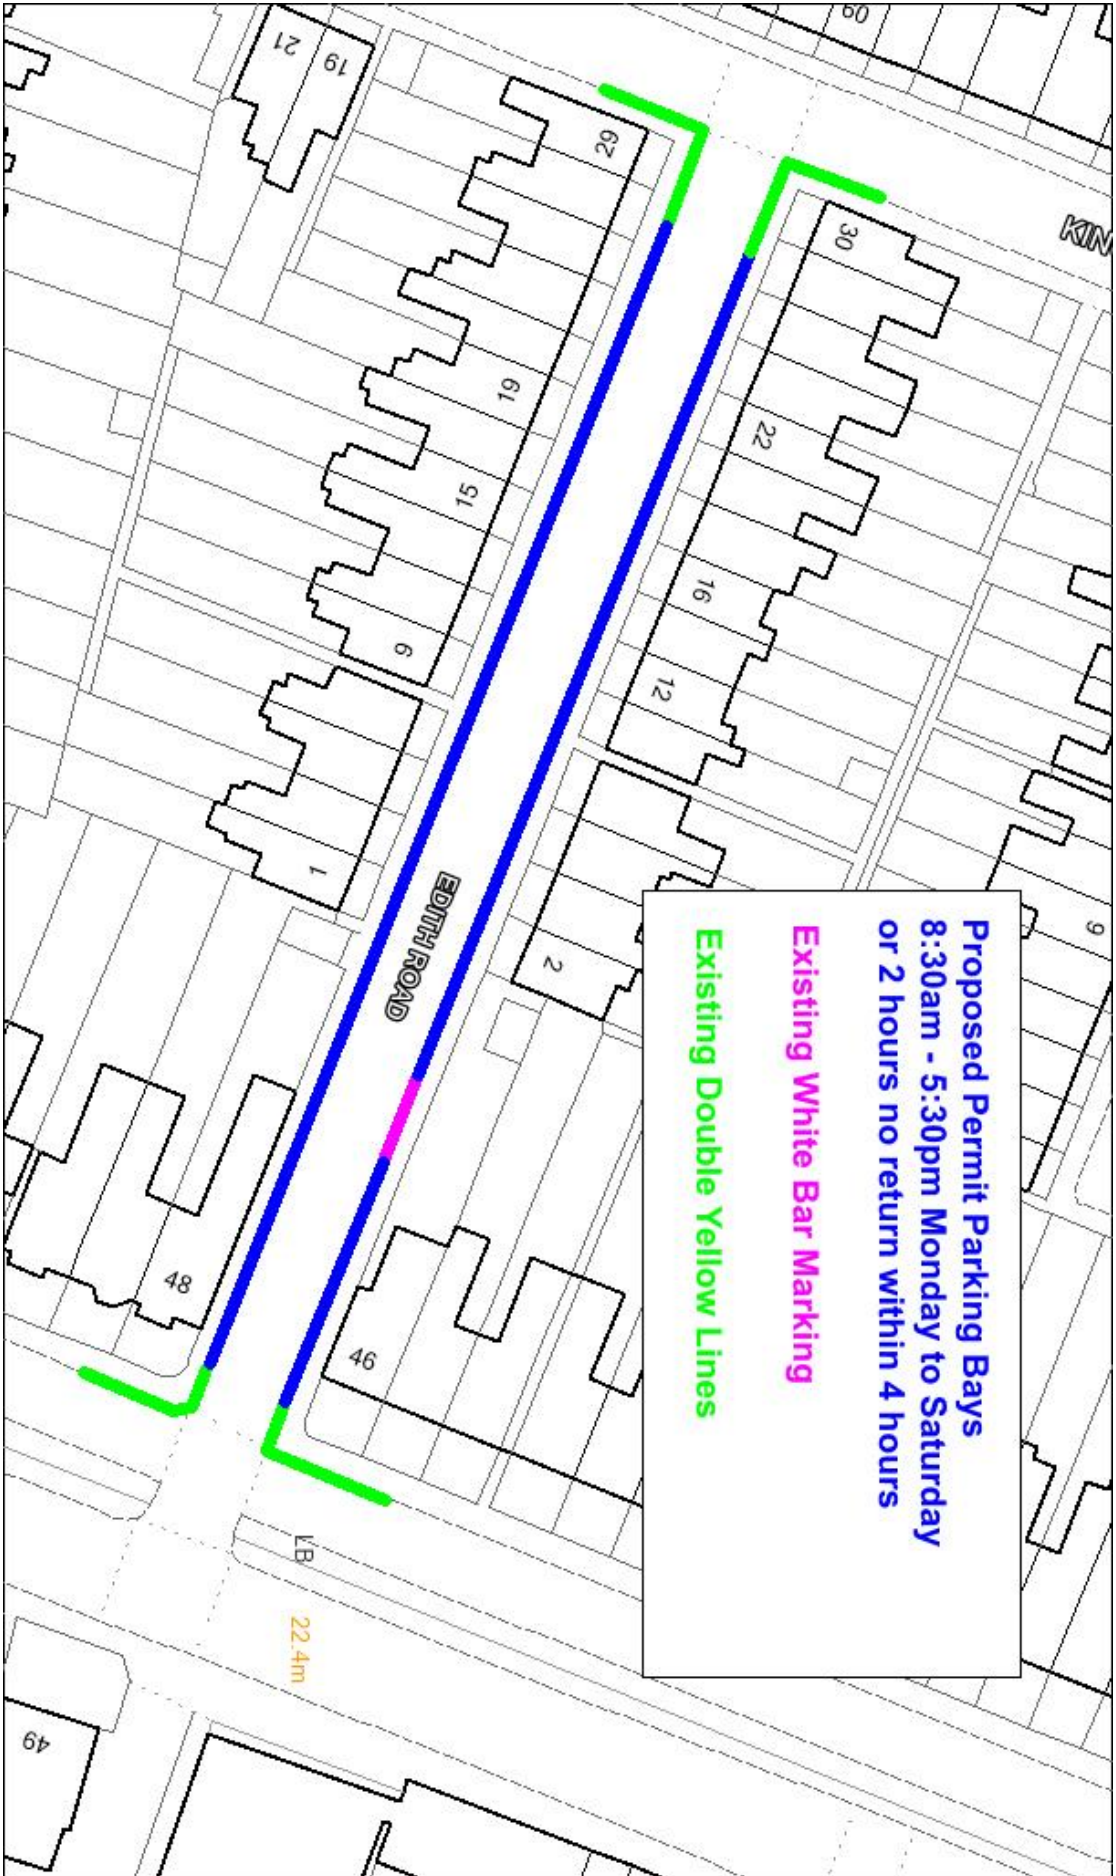 Proposed Permit Parking Bays
8:30am - 5:30pm Monday to Saturday
or 2 hours no return within 4 hours
Existing White Bar Marking
Existing Double Yellow Lines
KIN
EDITH ROAD
60
21
19
29
30
19
22
15
16
9
12
1
2
9
48
46
LB
22.4m
49